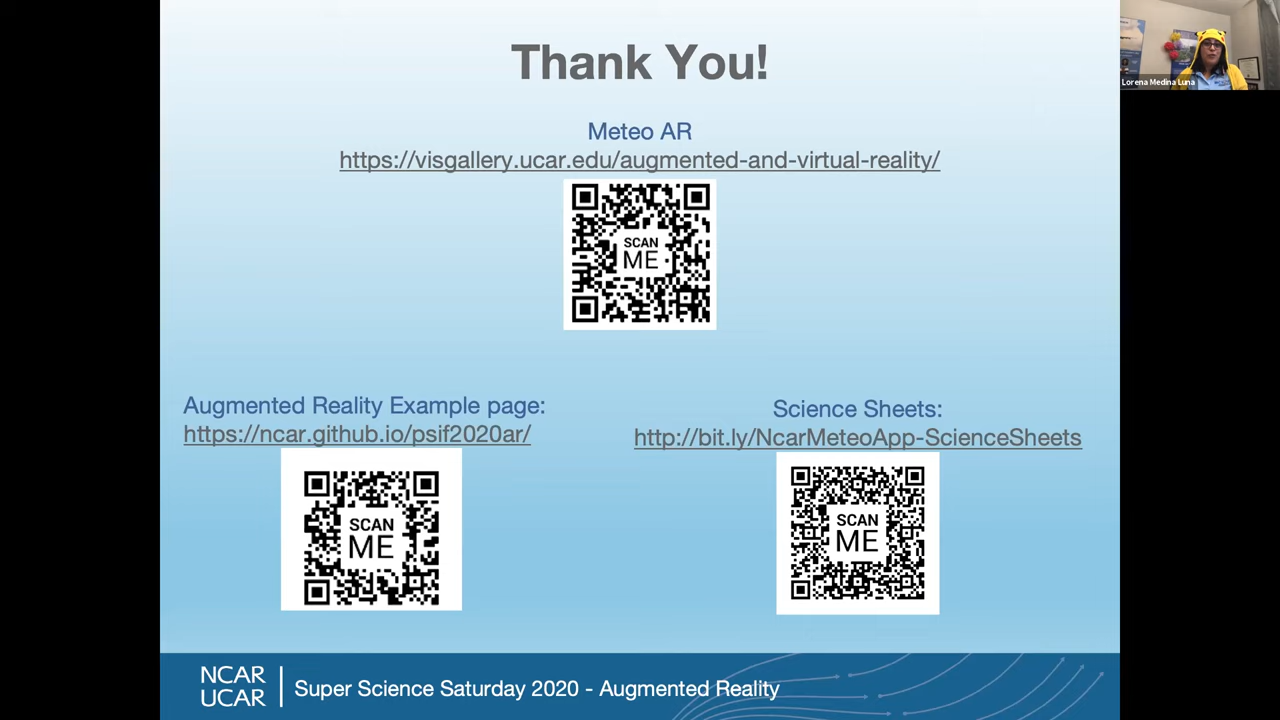 Thank You!
Lorena Medina Luna
Meteo AR
https://visgallery.ucar.edu/augmented-and-virtual-reality/
SCAN
ME
Augmented Reality Example page:
https://ncar.github.io/psif2020ar/
SCAN
ME
Science Sheets:
http://bit.ly/NcarMeteoApp-ScienceSheets
SCAN
ME
NCAR
UCAR
Super Science Saturday 2020 - Augmented Reality